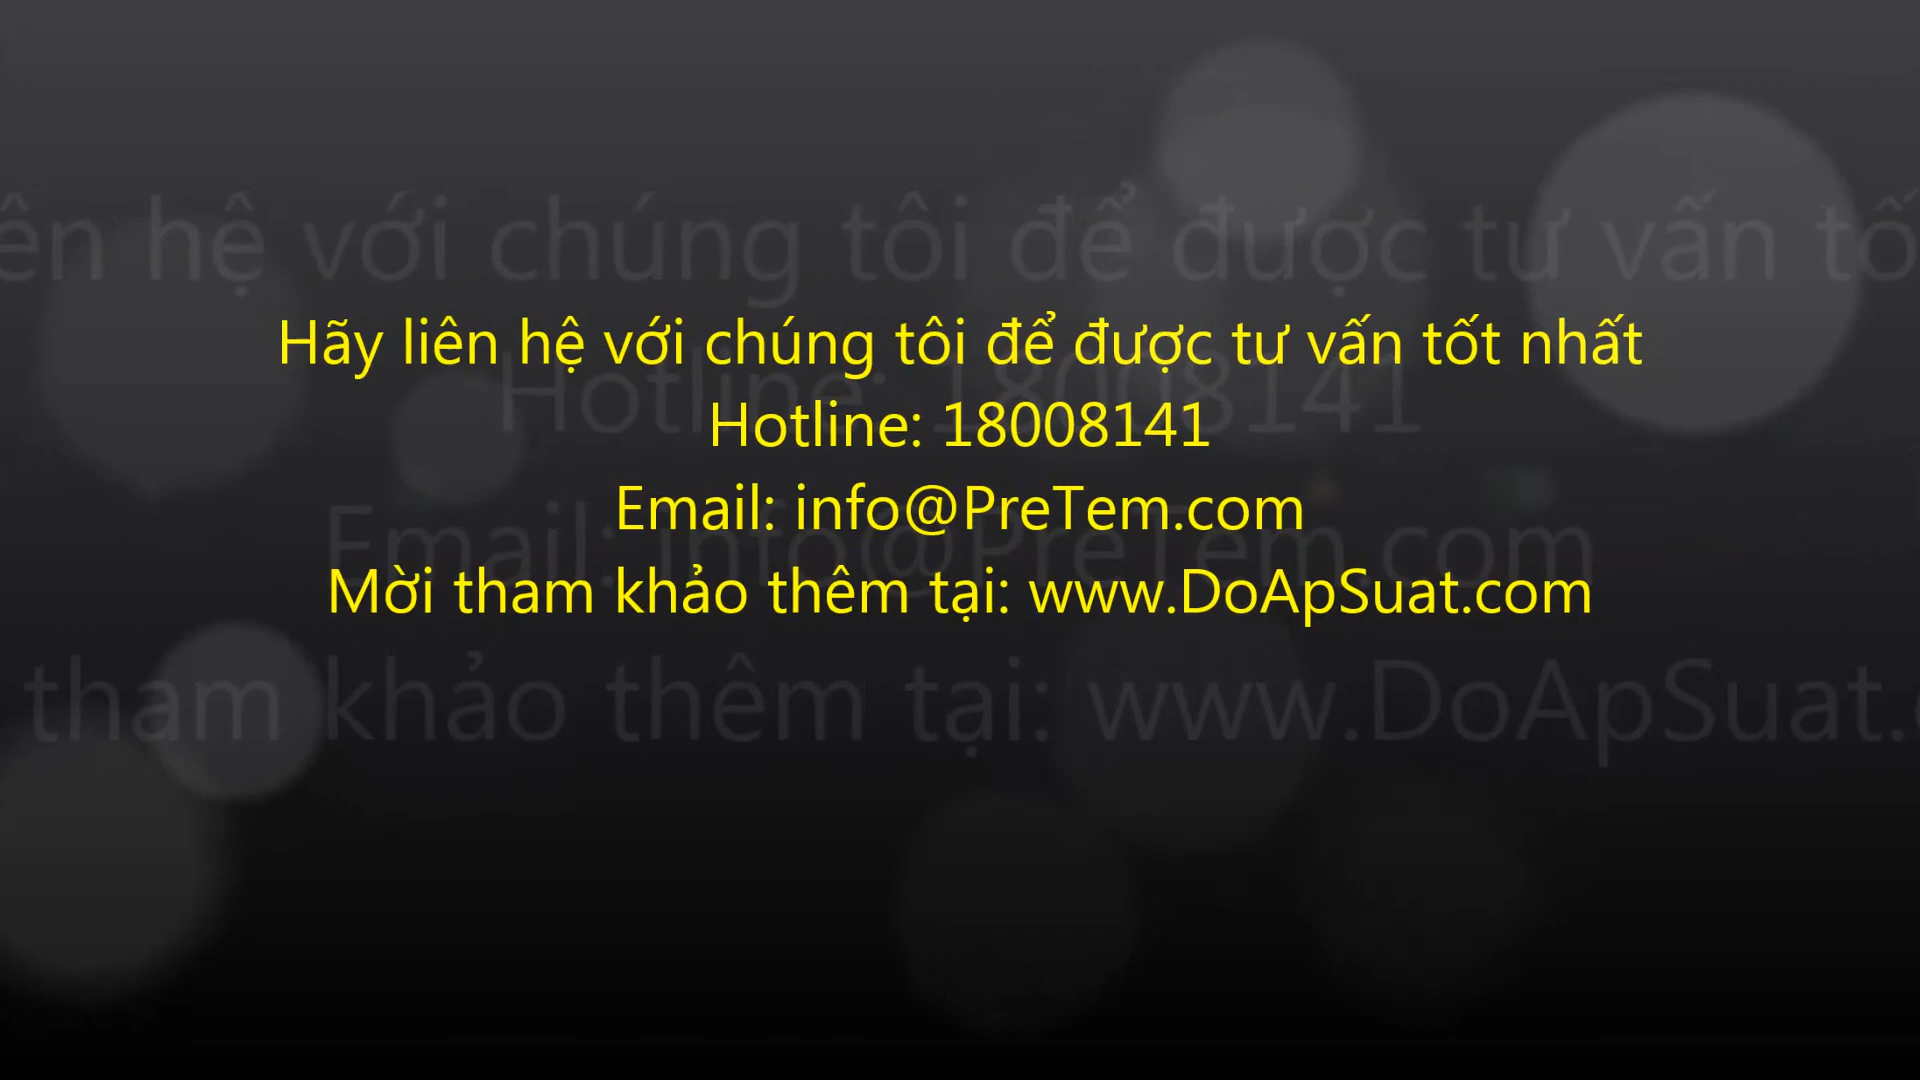 Hãy liên hệ với chúng tôi để được tư vấn tốt nhất
Hotline: 18008141
Email: info@PreTem.com
Mời tham khảo thêm tại: www.DoApSuat.com